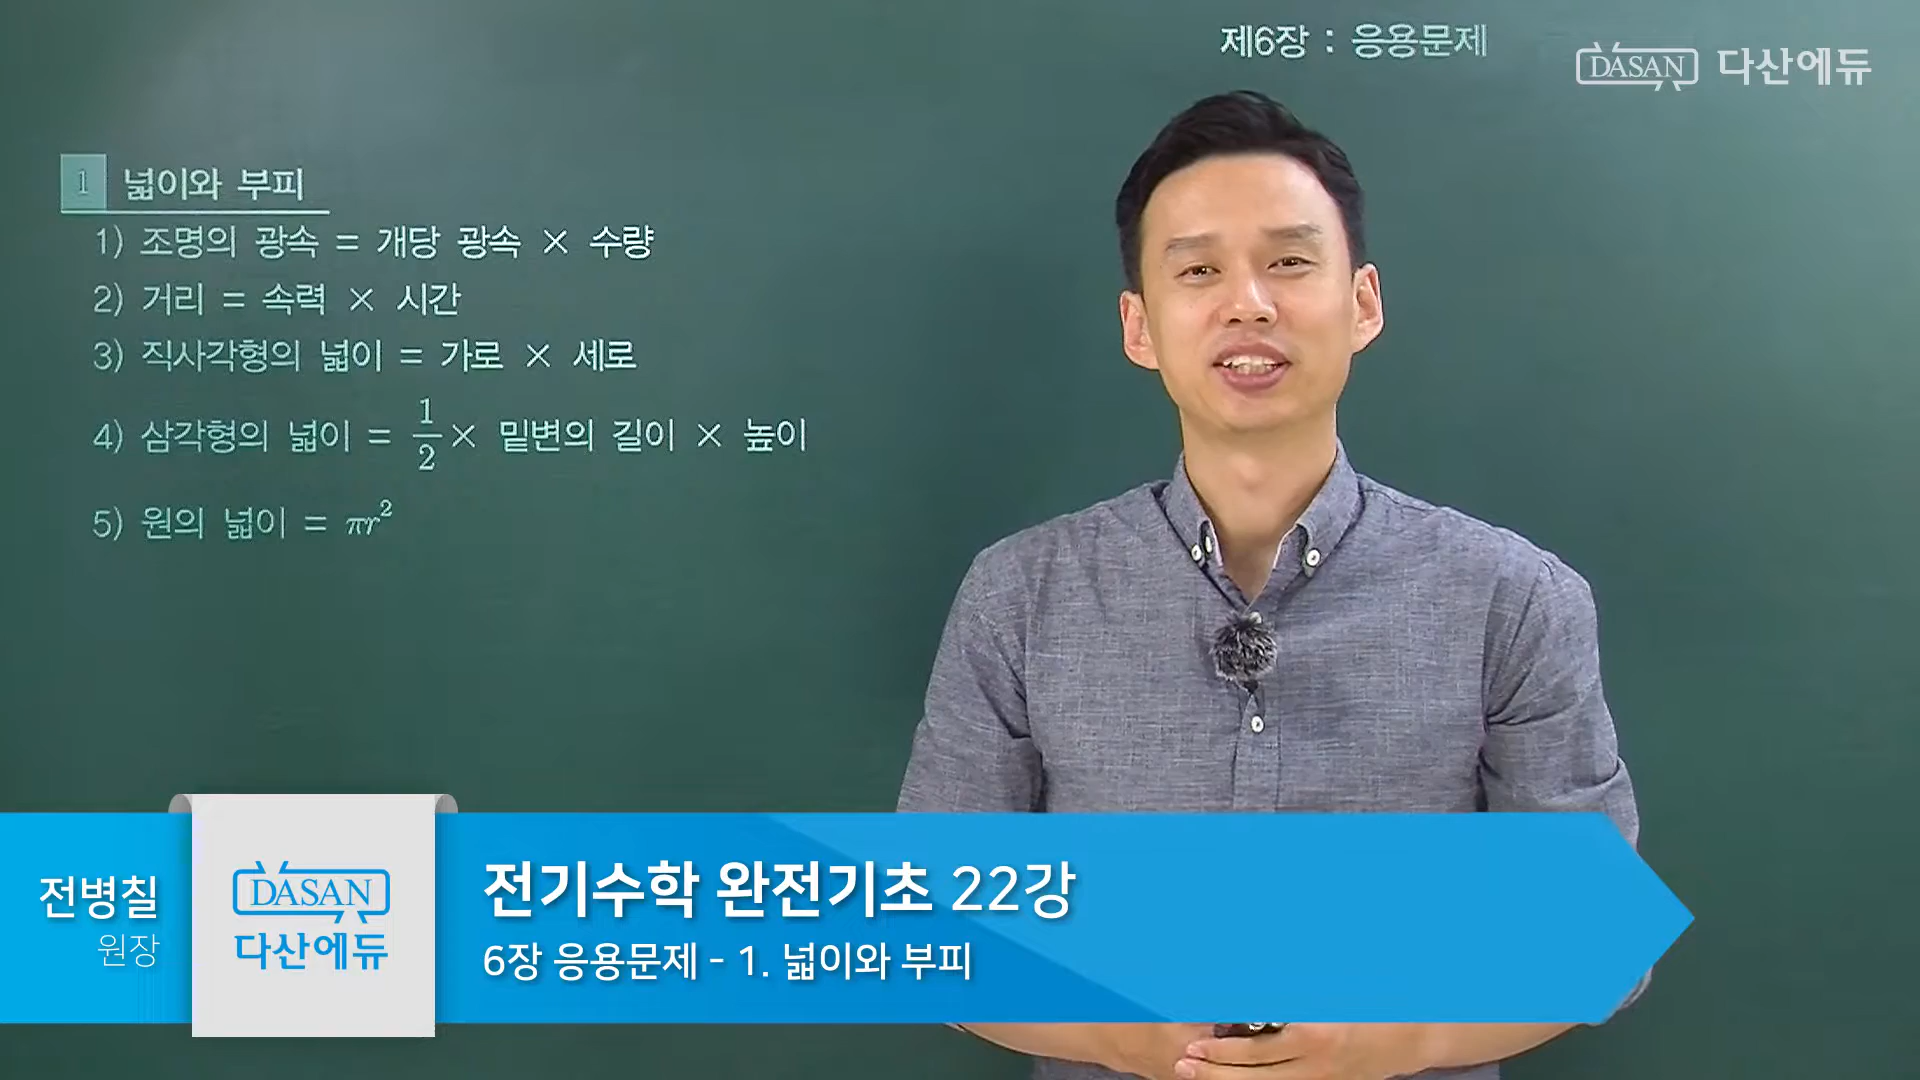 제6장 : 응용문제
DASAN 다산에듀
1 넓이와 부피
1) 조명의 광속 = 개당 광속 × 수량
2) 거리 = 속력 × 시간
3) 직사각형의 넓이 = 가로 × 세로
4) 삼각형의 넓이 = 1/2 × 밑변의 길이 × 높이
5) 원의 넓이 = πr²
전병칠
원장
DASAN
다산에듀
전기수학 완전기초 22강
6장 응용문제 - 1. 넓이와 부피